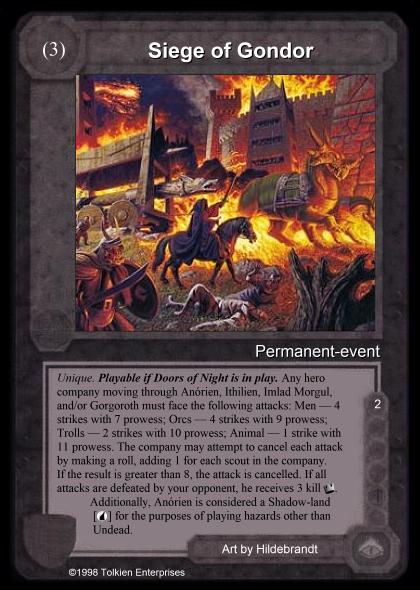 (3)
Siege of Gondor
Permanent-event
Unique. Playable if Doors of Night is in play. Any hero
company moving through Anórien, Ithilien, Imlad Morgul,
and/or Gorgoroth must face the following attacks: Men — 4
strikes with 7 prowess; Orcs — 4 strikes with 9 prowess;
Trolls — 2 strikes with 10 prowess; Animal — 1 strike with
11 prowess. The company may attempt to cancel each attack
by making a roll, adding 1 for each scout in the company.
If the result is greater than 8, the attack is cancelled. If all
attacks are defeated by your opponent, he receives 3 kill .
Additionally, Anórien is considered a Shadow-land
[ ] for the purposes of playing hazards other than
Undead.
2
Art by Hildebrandt
©1998 Tolkien Enterprises